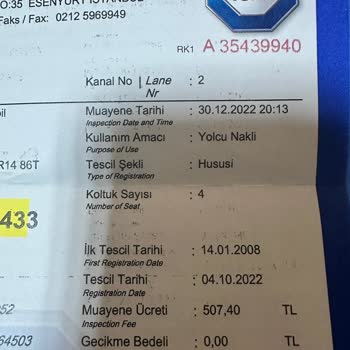 NO:35 ESENYURT İSTANBUL
Faks / Fax: 0212 5969949
RK1 A 35439940
Kanal No | Lane Nr : 2
Muayene Tarihi : 30.12.2022 20:13
Inspection Date and Time
Kullanım Amacı : Yolcu Nakli
Purpose of Use
R14 86T Tescil Şekli : Hususi
Type of Registration
Koltuk Sayısı : 4
Number of Seat
433
İlk Tescil Tarihi : 14.01.2008
First Registration Date
Tescil Tarihi : 04.10.2022
Registration Date
52 Muayene Ücreti : 507,40 TL
Inspection Fee
64503 Gecikme Bedeli : 0,00 TL